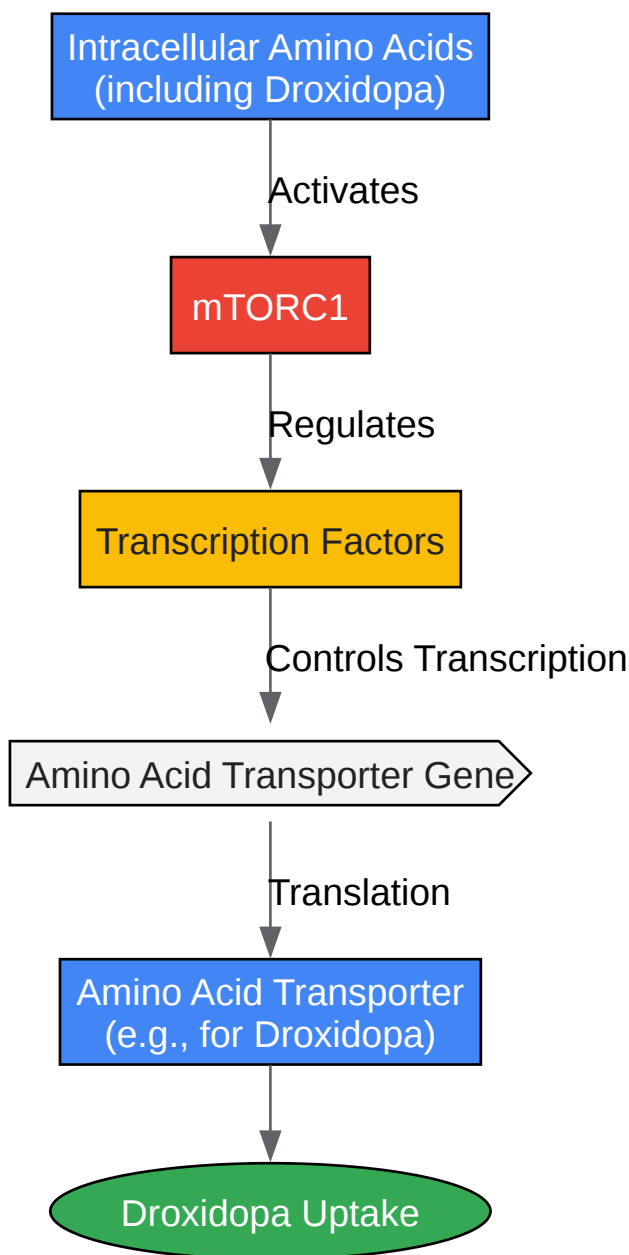 Intracellular Amino Acids
(including Droxidopa)
Activates
mTORC1
Regulates
Transcription Factors
Controls Transcription
Amino Acid Transporter Gene
Translation
Amino Acid Transporter
(e.g., for Droxidopa)
Droxidopa Uptake